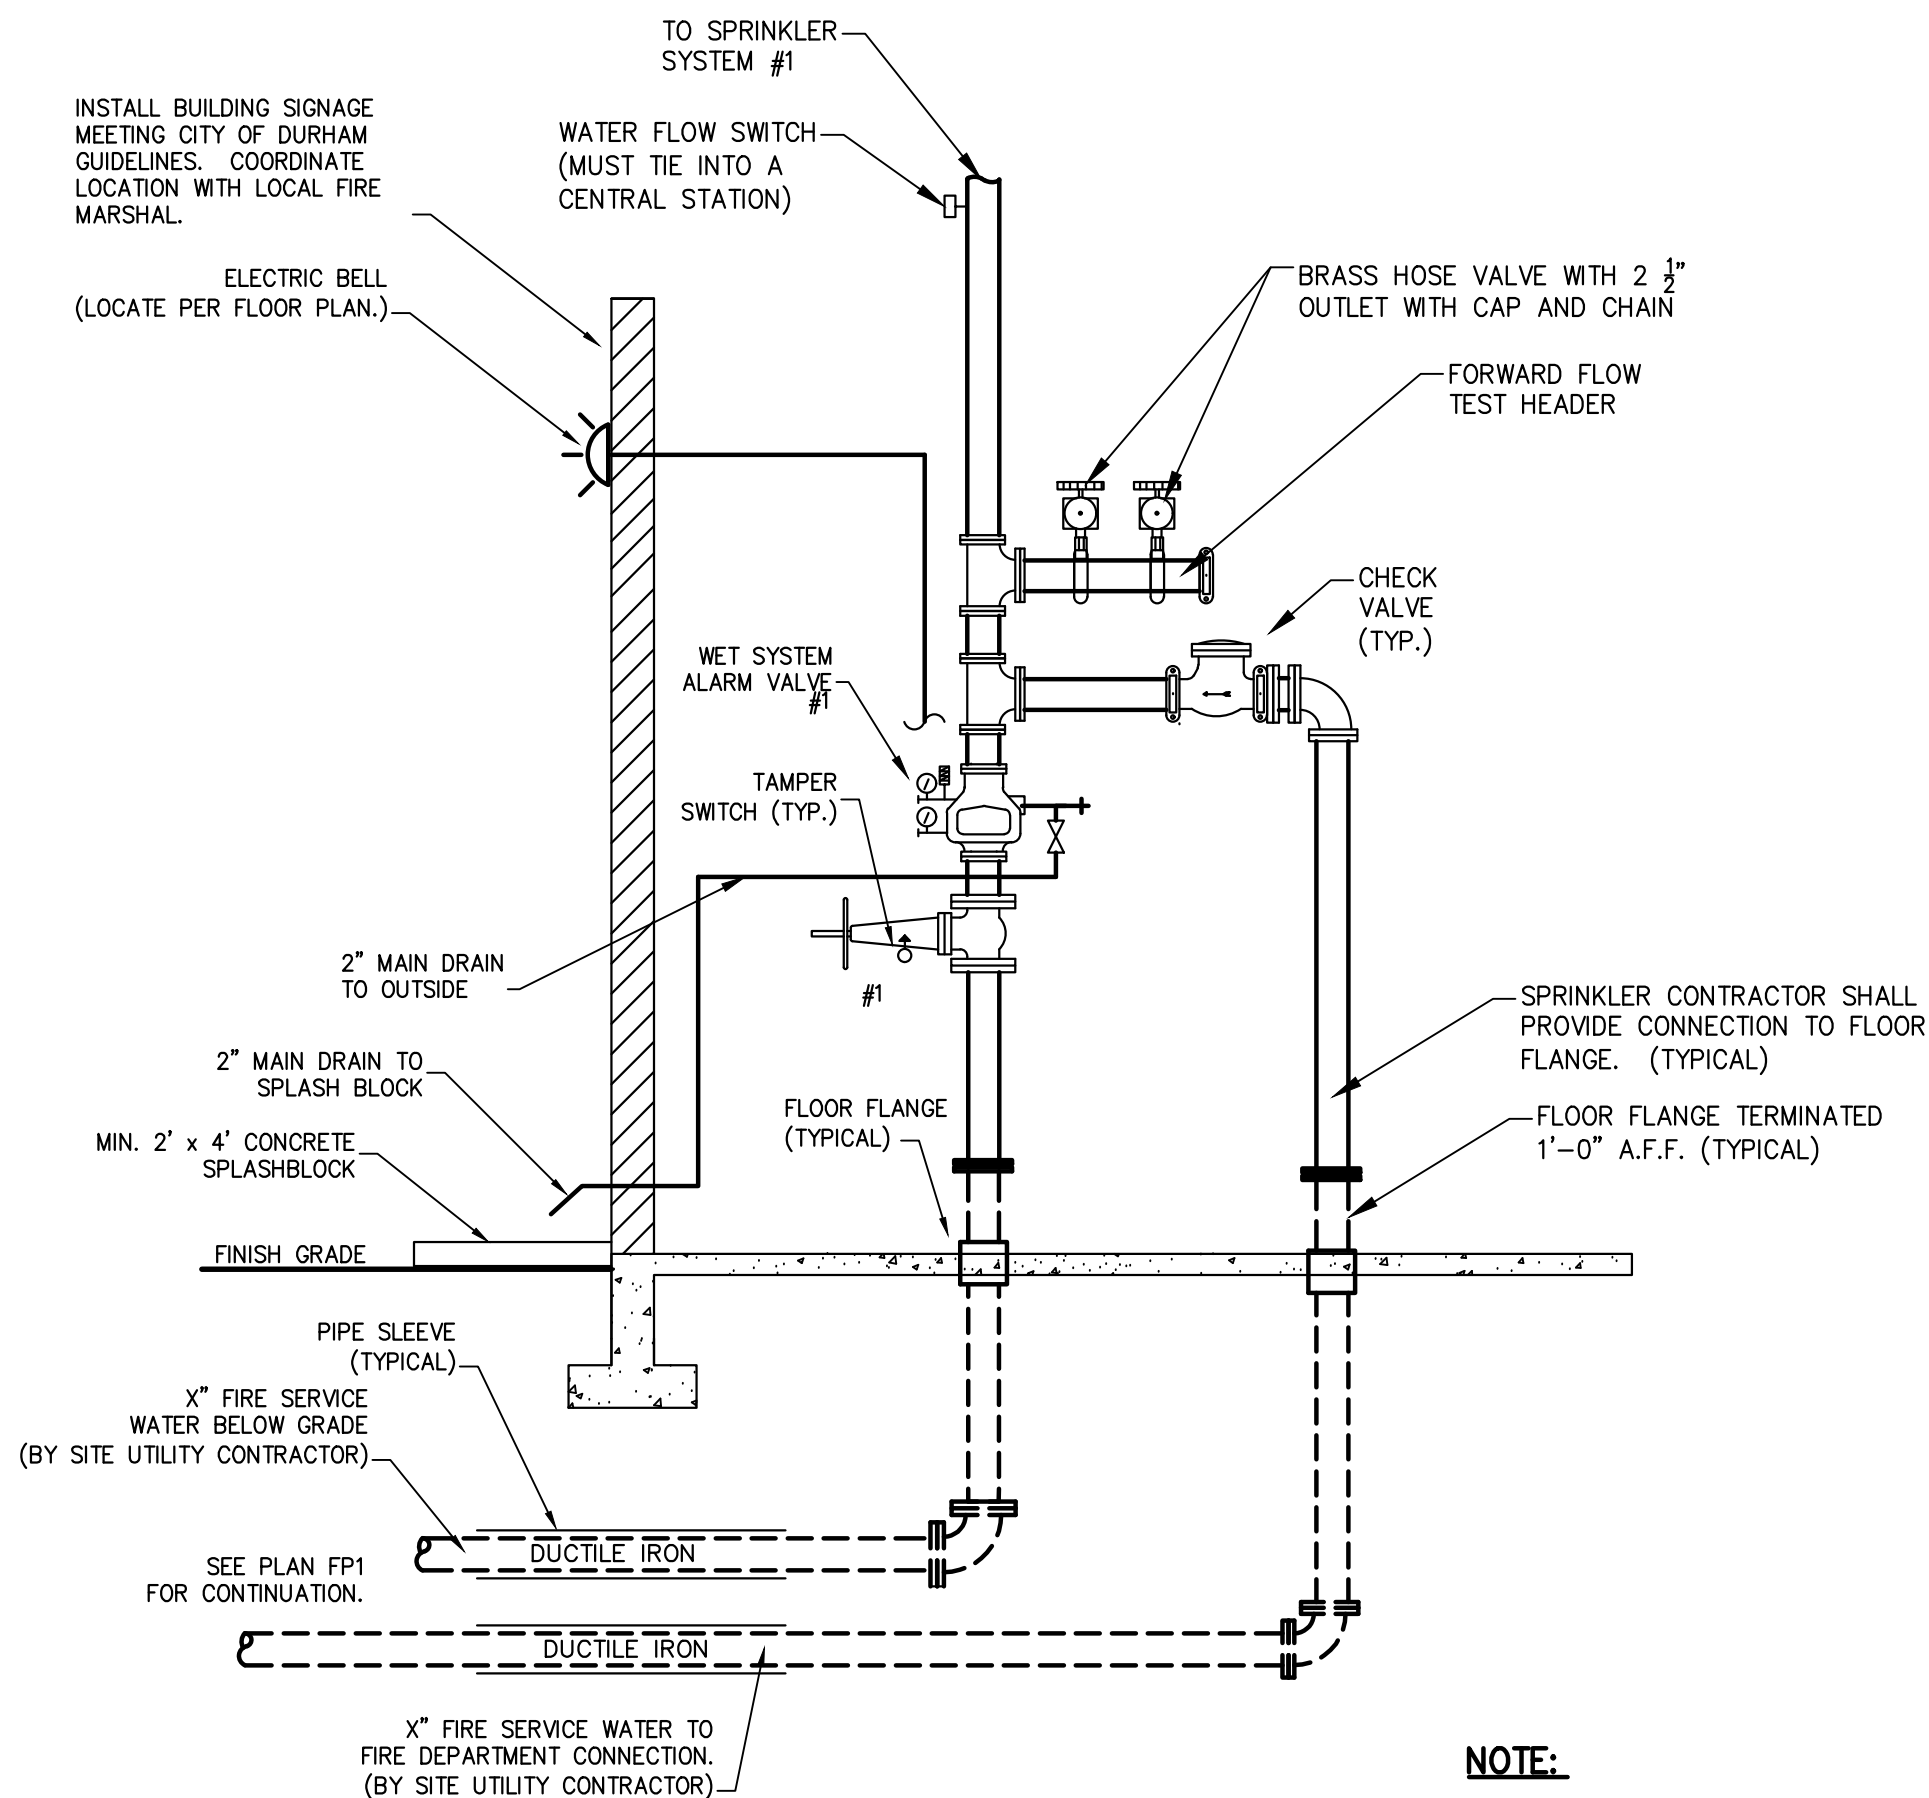 TO SPRINKLER
SYSTEM #1
INSTALL BUILDING SIGNAGE
MEETING CITY OF DURHAM
GUIDELINES. COORDINATE
LOCATION WITH LOCAL FIRE
MARSHAL.
WATER FLOW SWITCH
(MUST TIE INTO A
CENTRAL STATION)
ELECTRIC BELL
(LOCATE PER FLOOR PLAN.)
BRASS HOSE VALVE WITH 2 1/2"
OUTLET WITH CAP AND CHAIN
FORWARD FLOW
TEST HEADER
CHECK
VALVE
(TYP.)
WET SYSTEM
ALARM VALVE
#1
TAMPER
SWITCH (TYP.)
2" MAIN DRAIN
TO OUTSIDE
#1
SPRINKLER CONTRACTOR SHALL
PROVIDE CONNECTION TO FLOOR
FLANGE. (TYPICAL)
2" MAIN DRAIN TO
SPLASH BLOCK
FLOOR FLANGE
(TYPICAL)
FLOOR FLANGE TERMINATED
1'-0" A.F.F. (TYPICAL)
MIN. 2' x 4' CONCRETE
SPLASHBLOCK
FINISH GRADE
PIPE SLEEVE
(TYPICAL)
X" FIRE SERVICE
WATER BELOW GRADE
(BY SITE UTILITY CONTRACTOR)
DUCTILE IRON
SEE PLAN FP1
FOR CONTINUATION.
DUCTILE IRON
X" FIRE SERVICE WATER TO
FIRE DEPARTMENT CONNECTION.
(BY SITE UTILITY CONTRACTOR)
NOTE: